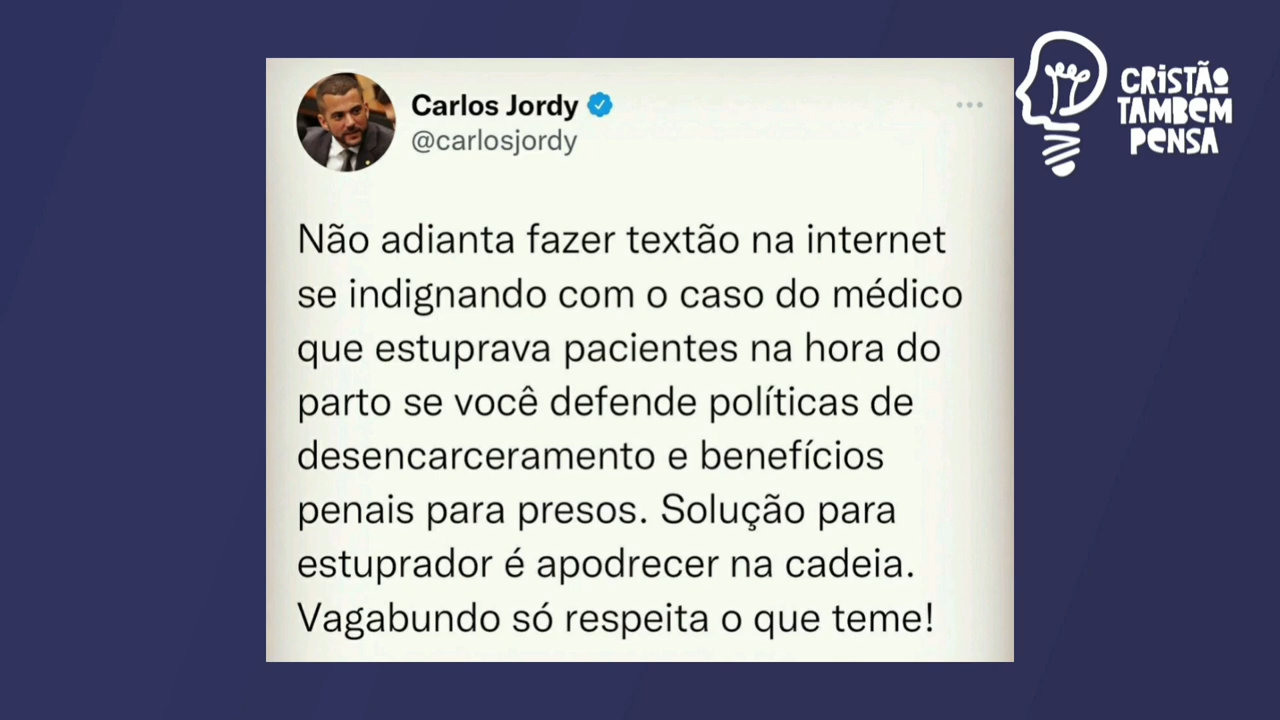 Carlos Jordy
@carlosjordy
CRISTÃO
TAMBEM
PENSA
Não adianta fazer textão na internet
se indignando com o caso do médico
que estuprava pacientes na hora do
parto se você defende políticas de
desencarceramento e benefícios
penais para presos. Solução para
estuprador é apodrecer na cadeia.
Vagabundo só respeita o que teme!